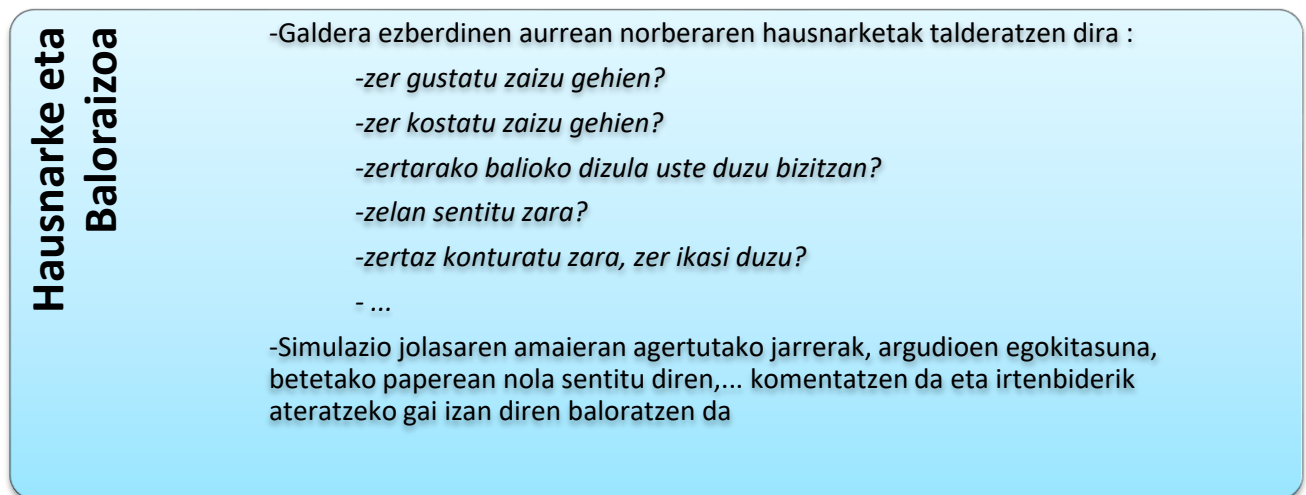 Hausnarke eta
Baloraizoa
-Galdera ezberdinen aurrean norberaren hausnarketak talderatzen dira :
-zer gustatu zaizu gehien?
-zer kostatu zaizu gehien?
-zertarako balioko dizula uste duzu bizitzan?
-zelan sentitu zara?
-zertaz konturatu zara, zer ikasi duzu?
- ...
-Simulazio jolasaren amaieran agertutako jarrerak, argudioen egokitasuna,
betetako paperean nola sentitu diren,... komentatzen da eta irtenbiderik
ateratzeko gai izan diren baloratzen da